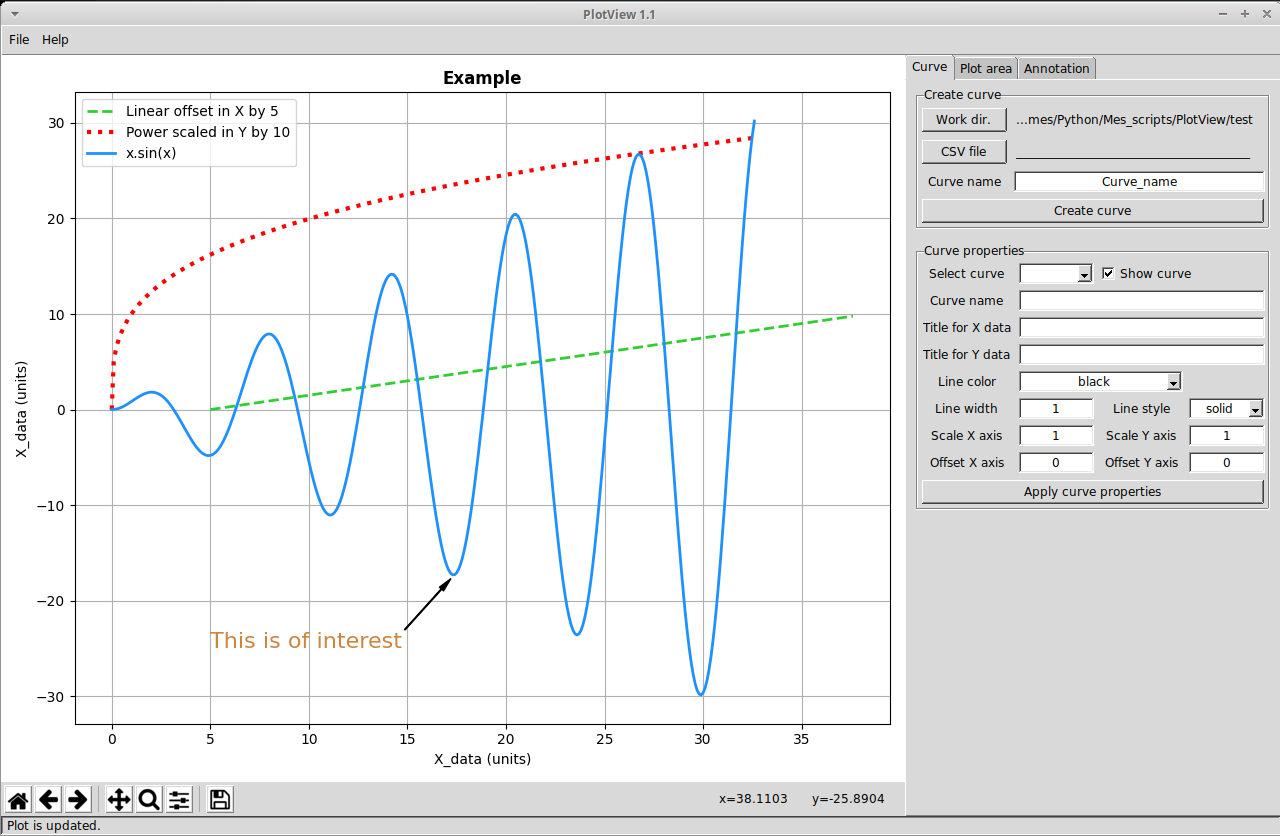 PlotView 1.1
File Help
Example
Linear offset in X by 5
Power scaled in Y by 10
x.sin(x)
30
20
10
0
−10
−20
−30
X_data (units)
This is of interest
0 5 10 15 20 25 30 35
X_data (units)
x=38.1103 y=-25.8904
Plot is updated.
Curve Plot area Annotation
Create curve
Work dir. ...mes/Python/Mes_scripts/PlotView/test
CSV file
Curve name Curve_name
Create curve
Curve properties
Select curve Show curve
Curve name
Title for X data
Title for Y data
Line color black
Line width 1 Line style solid
Scale X axis 1 Scale Y axis 1
Offset X axis 0 Offset Y axis 0
Apply curve properties